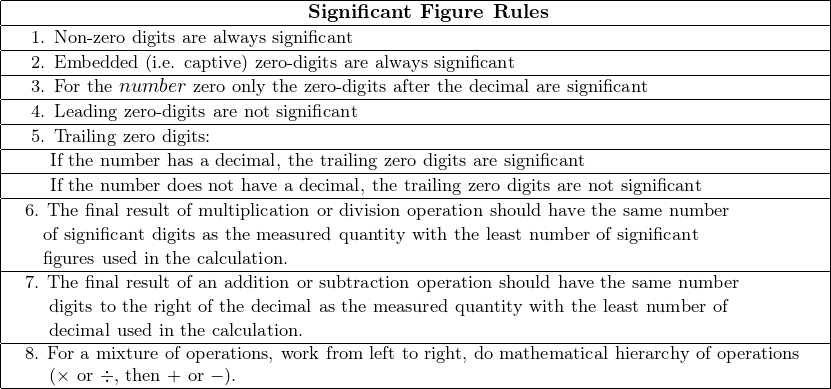 Significant Figure Rules
1. Non-zero digits are always significant
2. Embedded (i.e. captive) zero-digits are always significant
3. For the number zero only the zero-digits after the decimal are significant
4. Leading zero-digits are not significant
5. Trailing zero digits:
If the number has a decimal, the trailing zero digits are significant
If the number does not have a decimal, the trailing zero digits are not significant
6. The final result of multiplication or division operation should have the same number
of significant digits as the measured quantity with the least number of significant
figures used in the calculation.
7. The final result of an addition or subtraction operation should have the same number
digits to the right of the decimal as the measured quantity with the least number of
decimal used in the calculation.
8. For a mixture of operations, work from left to right, do mathematical hierarchy of operations
(× or ÷, then + or −).